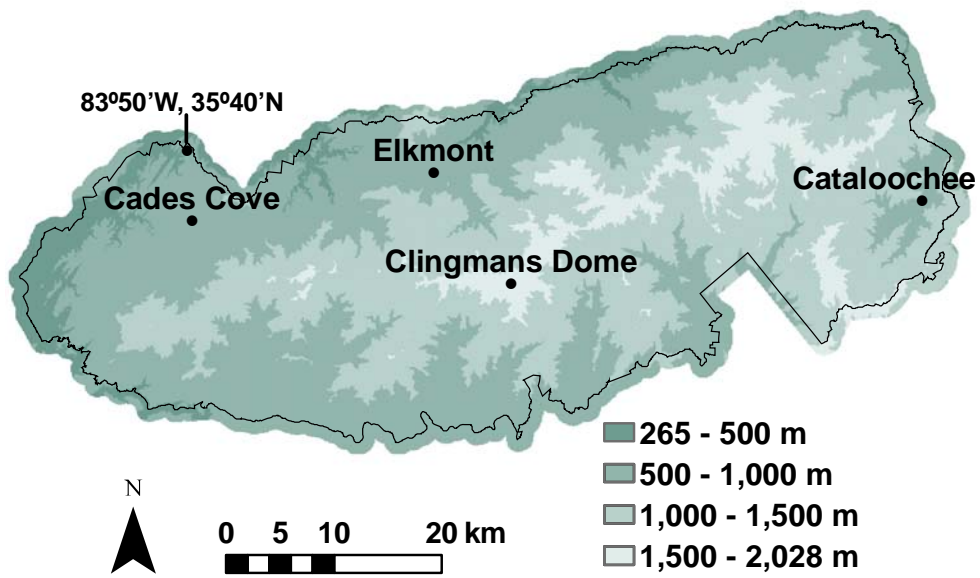 83º50’W, 35º40’N
Elkmont
Cades Cove
Cataloochee
Clingmans Dome
265 - 500 m
500 - 1,000 m
1,000 - 1,500 m
1,500 - 2,028 m
N
0 5 10 20 km